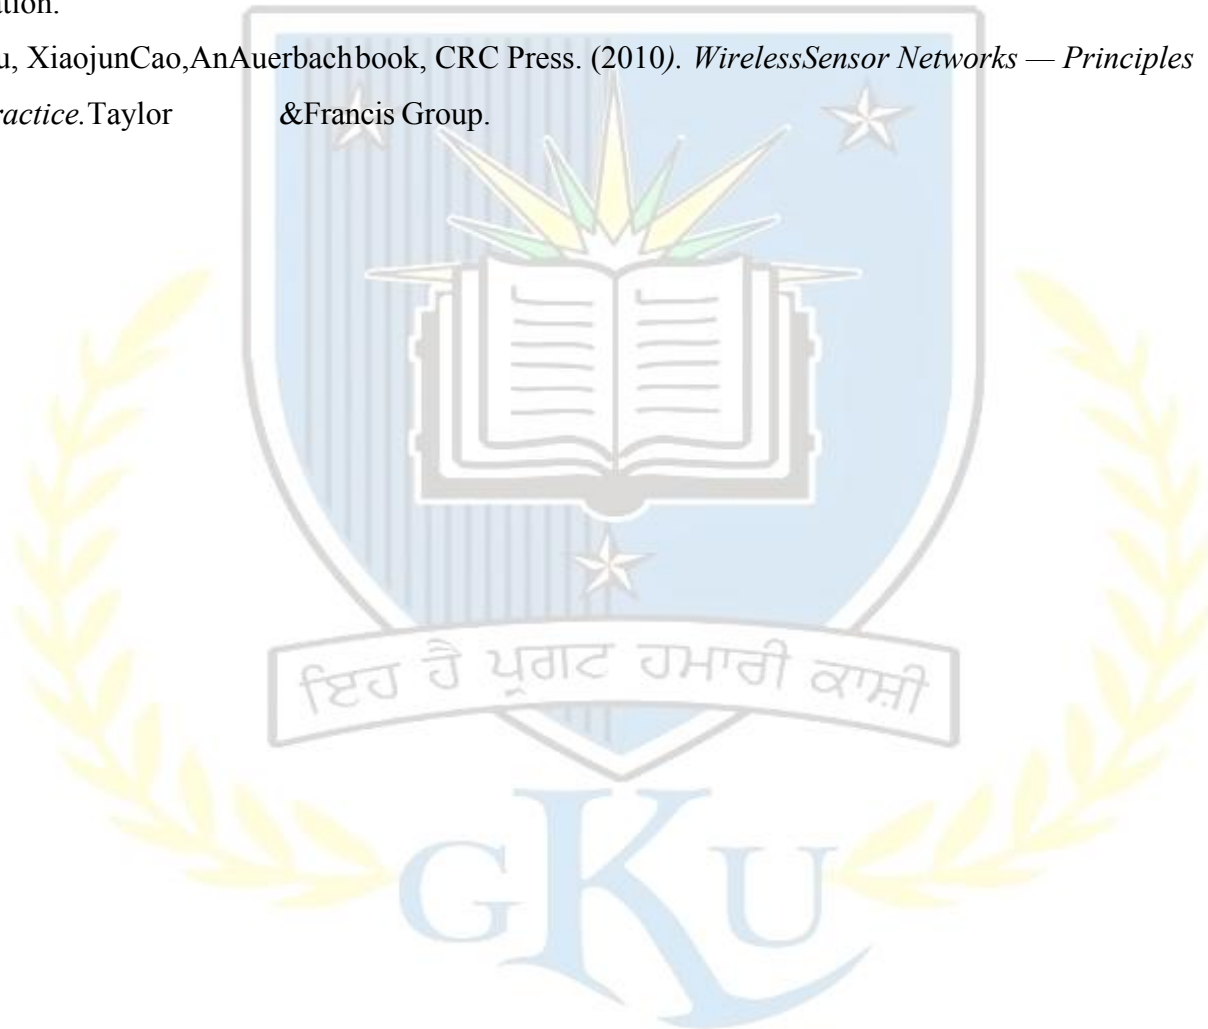 ation.
u, XiaojunCao,AnAuerbachbook, CRC Press. (2010). WirelessSensor Networks — Principles
ractice.Taylor &Francis Group.
ਇਹ ਹੈ ਪ੍ਰਗਟ ਹਮਾਰੀ ਕਾਸ਼ੀ
GKU